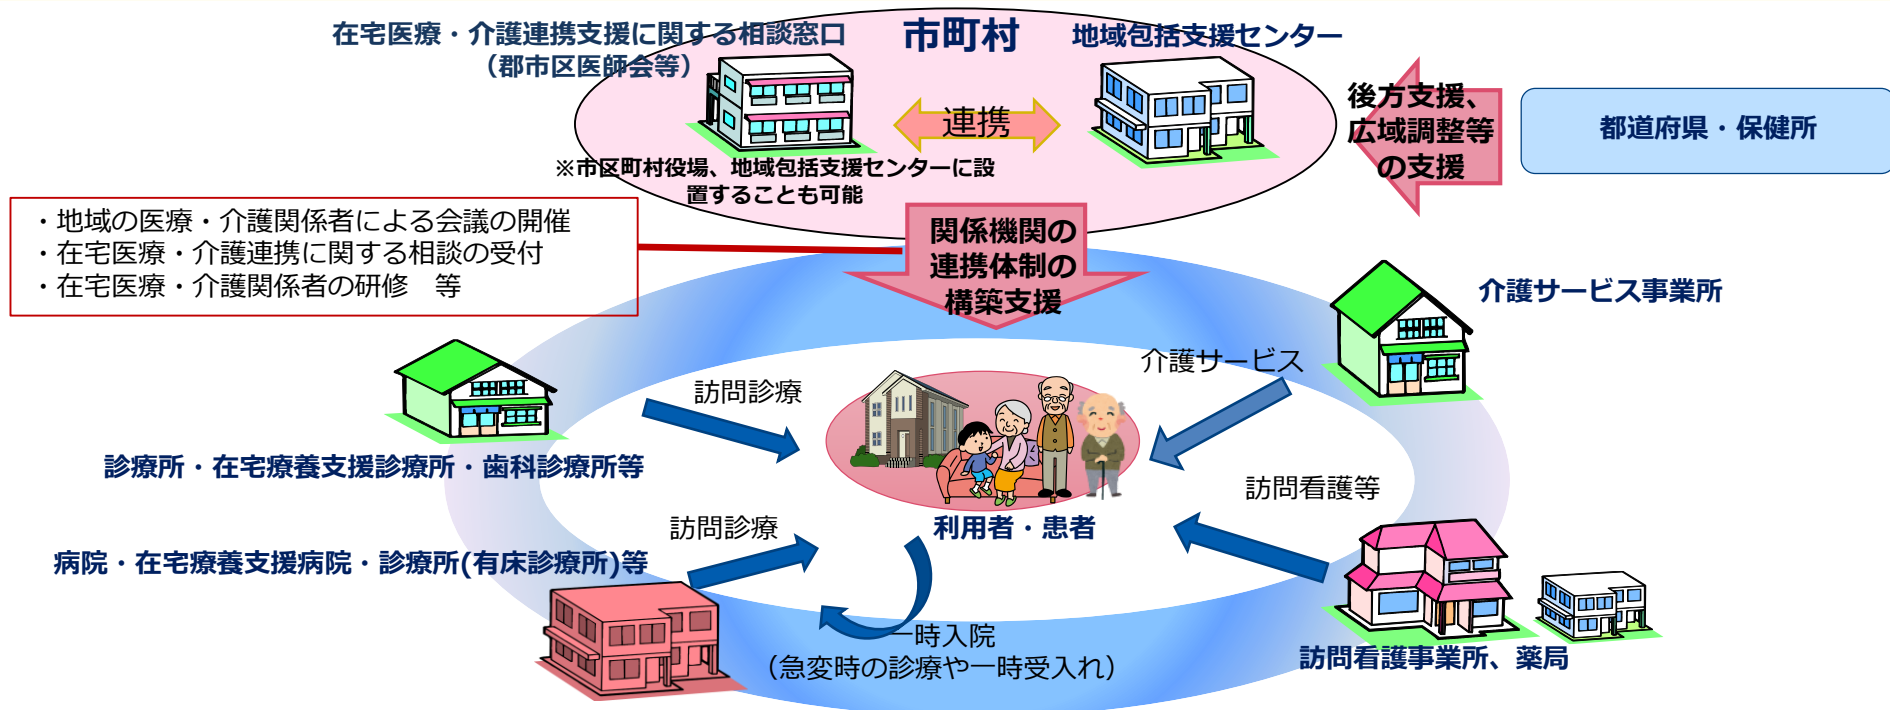 在宅医療・介護連携支援に関する相談窓口
（郡市区医師会等）
市町村
地域包括支援センター
連携
※市区町村役場、地域包括支援センターに設
置することも可能
後方支援、
広域調整等
の支援
都道府県・保健所
・地域の医療・介護関係者による会議の開催
・在宅医療・介護連携に関する相談の受付
・在宅医療・介護関係者の研修　等
関係機関の
連携体制の
構築支援
介護サービス事業所
介護サービス
訪問診療
診療所・在宅療養支援診療所・歯科診療所等
訪問看護等
利用者・患者
訪問診療
病院・在宅療養支援病院・診療所(有床診療所)等
一時入院
（急変時の診療や一時受入れ）
訪問看護事業所、薬局